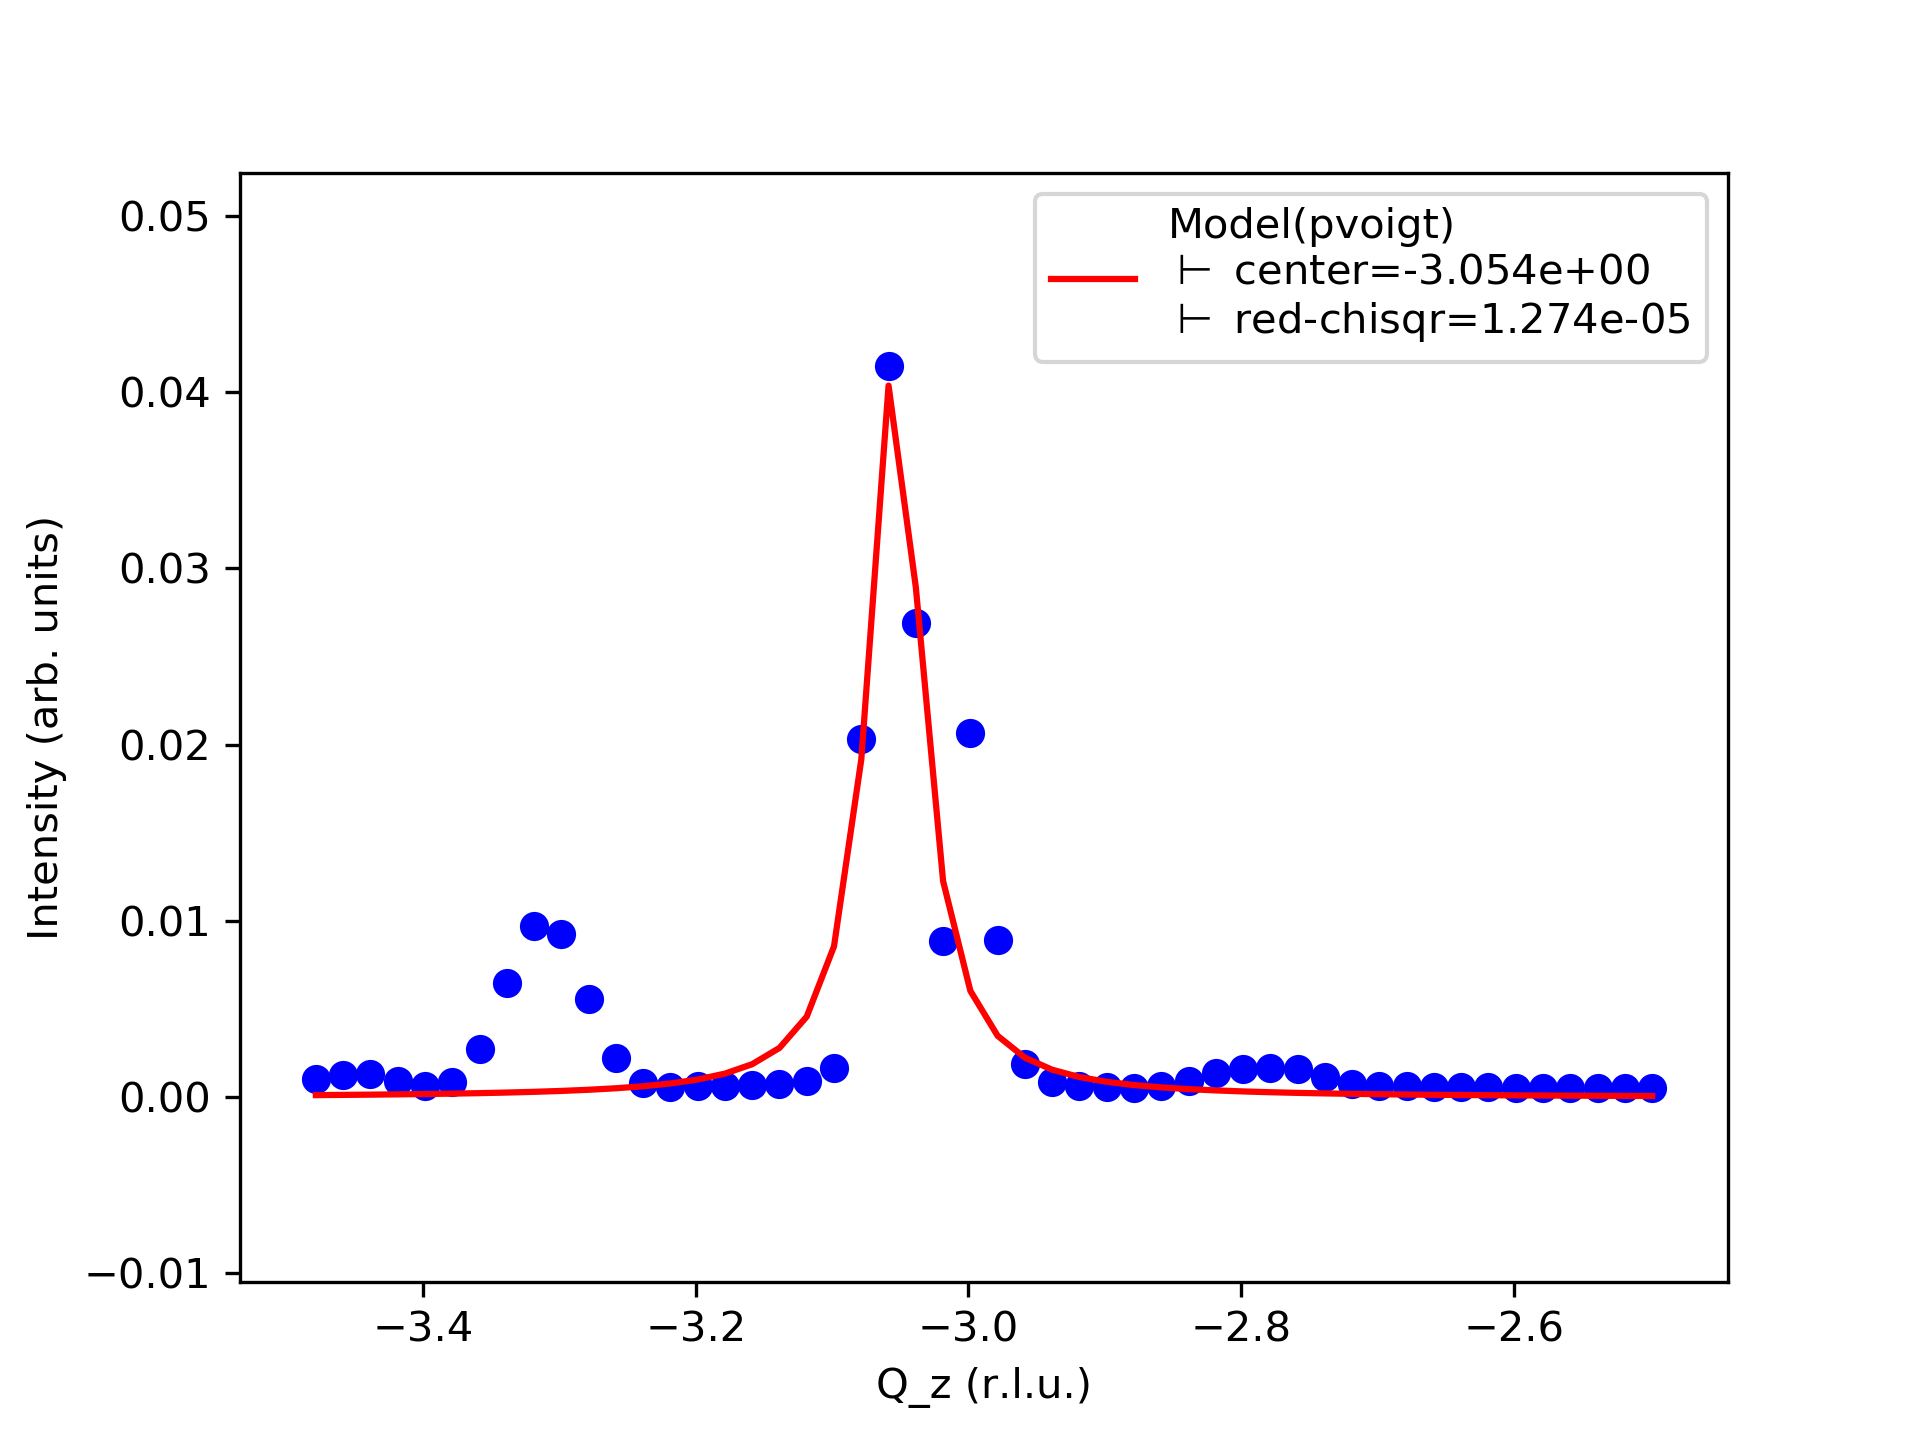 Model(pvoigt)
⊢ center=-3.054e+00
⊢ red-chisqr=1.274e-05
0.05
0.04
0.03
0.02
0.01
0.00
−0.01
Intensity (arb. units)
−3.4 −3.2 −3.0 −2.8 −2.6
Q_z (r.l.u.)